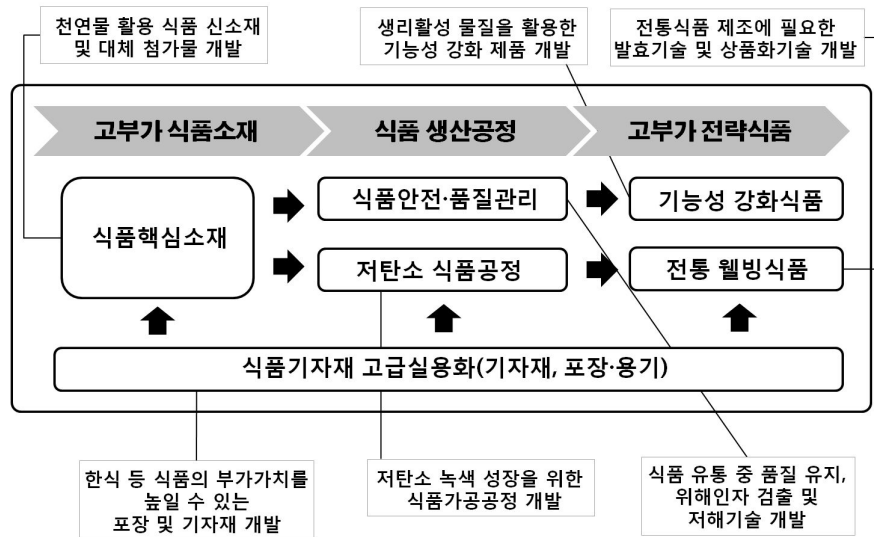 천연물 활용 식품 신소재
및 대체 첨가물 개발
생리활성 물질을 활용한
기능성 강화 제품 개발
전통식품 제조에 필요한
발효기술 및 상품화기술 개발
고부가 식품소재
식품 생산공정
고부가 전략식품
식품핵심소재
식품안전·품질관리
기능성 강화식품
저탄소 식품공정
전통 웰빙식품
식품기자재 고급실용화(기자재, 포장·용기)
한식 등 식품의 부가가치를
높일 수 있는
포장 및 기자재 개발
저탄소 녹색 성장을 위한
식품가공공정 개발
식품 유통 중 품질 유지,
위해인자 검출 및
저해기술 개발